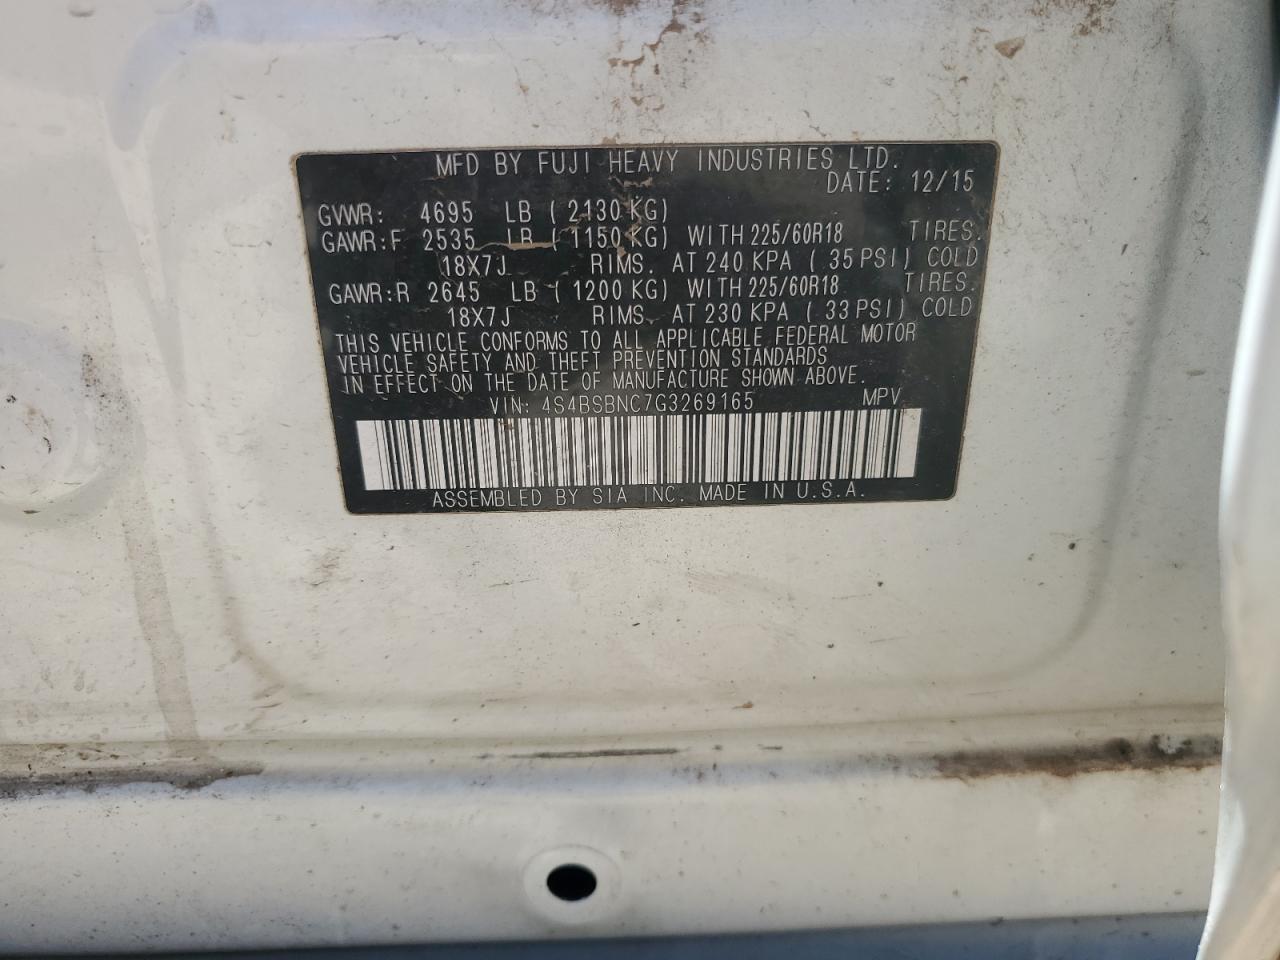 MFD BY FUJI HEAVY INDUSTRIES LTD.
DATE: 12/15
GVWR: 4695 LB ( 2130 KG)
GAWR:F 2535 LB ( 1150 KG) WITH 225/60R18 TIRES.
18X7J RIMS. AT 240 KPA ( 35 PSI) COLD
GAWR:R 2645 LB ( 1200 KG) WITH 225/60R18 TIRES.
18X7J RIMS. AT 230 KPA ( 33 PSI) COLD
THIS VEHICLE CONFORMS TO ALL APPLICABLE FEDERAL MOTOR
VEHICLE SAFETY AND THEFT PREVENTION STANDARDS
IN EFFECT ON THE DATE OF MANUFACTURE SHOWN ABOVE.
VIN: 4S4BSBNC7G3269165 MPV
ASSEMBLED BY SIA INC. MADE IN U.S.A.